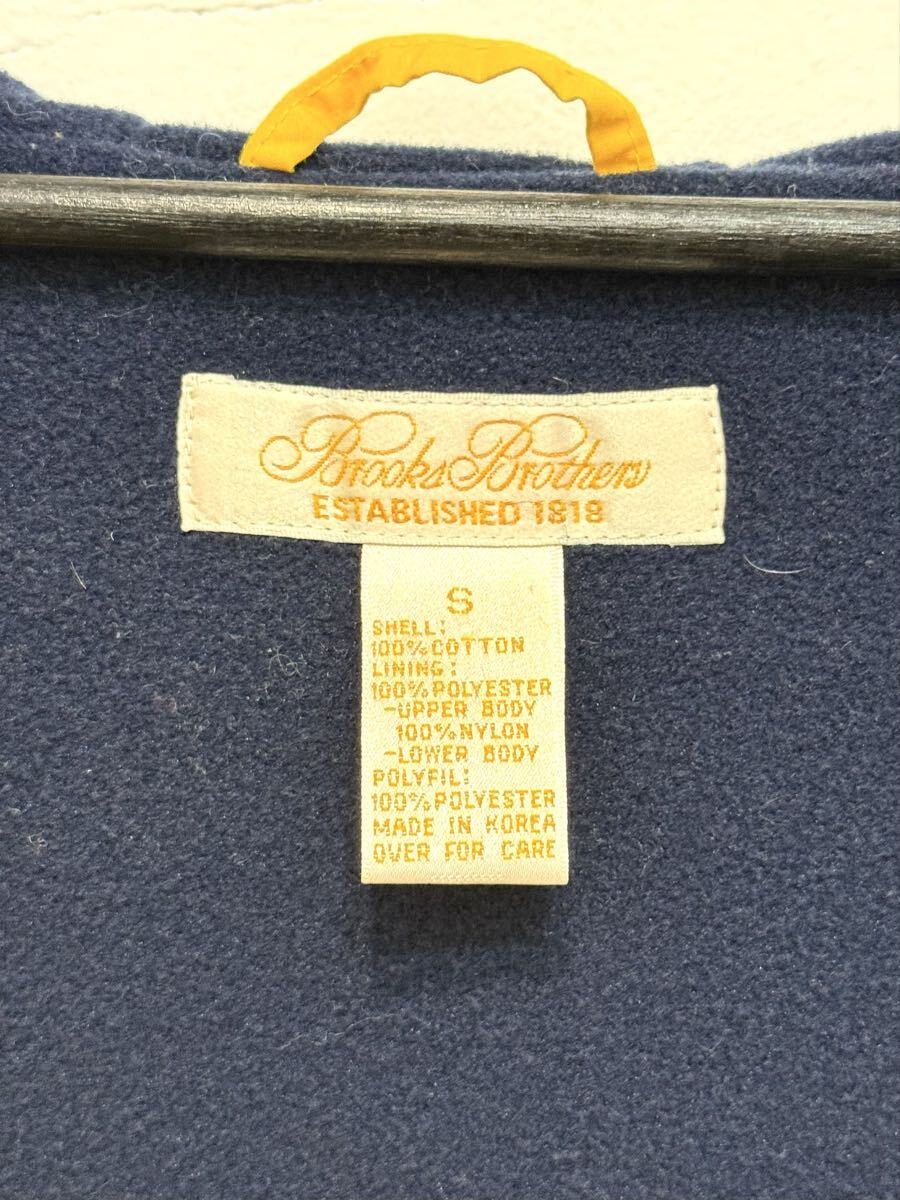 Brooks Brothers
ESTABLISHED 1818
S
SHELL:
100%COTTON
LINING:
100%POLYESTER
-UPPER BODY
100%NYLON
-LOWER BODY
POLYFIL:
100%POLYESTER
MADE IN KOREA
OVER FOR CARE